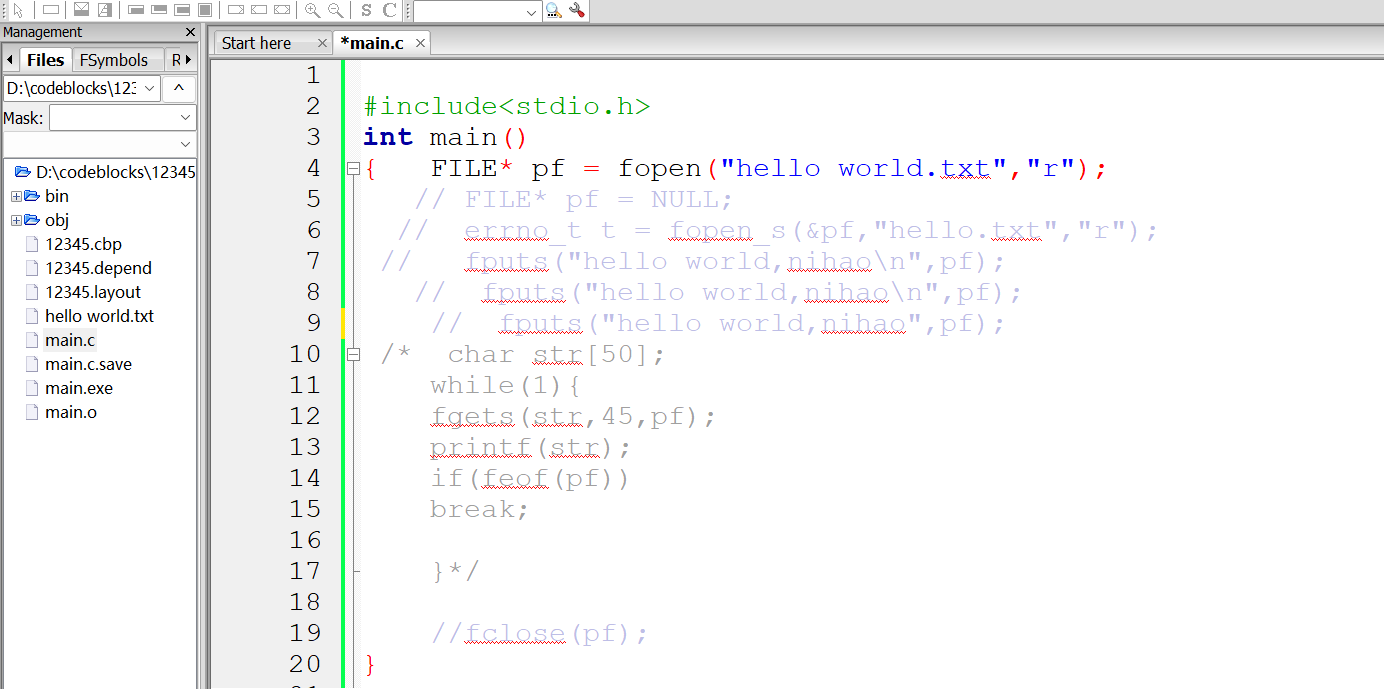 S C
Management ×
Start here × *main.c ×
Files FSymbols R
D:\codeblocks\123
Mask:
D:\codeblocks\12345
bin
obj
12345.cbp
12345.depend
12345.layout
hello world.txt
main.c
main.c.save
main.exe
main.o
1
2 #include<stdio.h>
3 int main()
4 { FILE* pf = fopen("hello world.txt","r");
5 // FILE* pf = NULL;
6 // errno_t t = fopen_s(&pf,"hello.txt","r");
7 // fputs("hello world,nihao\n",pf);
8 // fputs("hello world,nihao\n",pf);
9 // fputs("hello world,nihao",pf);
10 /* char str[50];
11 while(1){
12 fgets(str,45,pf);
13 printf(str);
14 if(feof(pf))
15 break;
16
17 }*/
18
19 //fclose(pf);
20 }